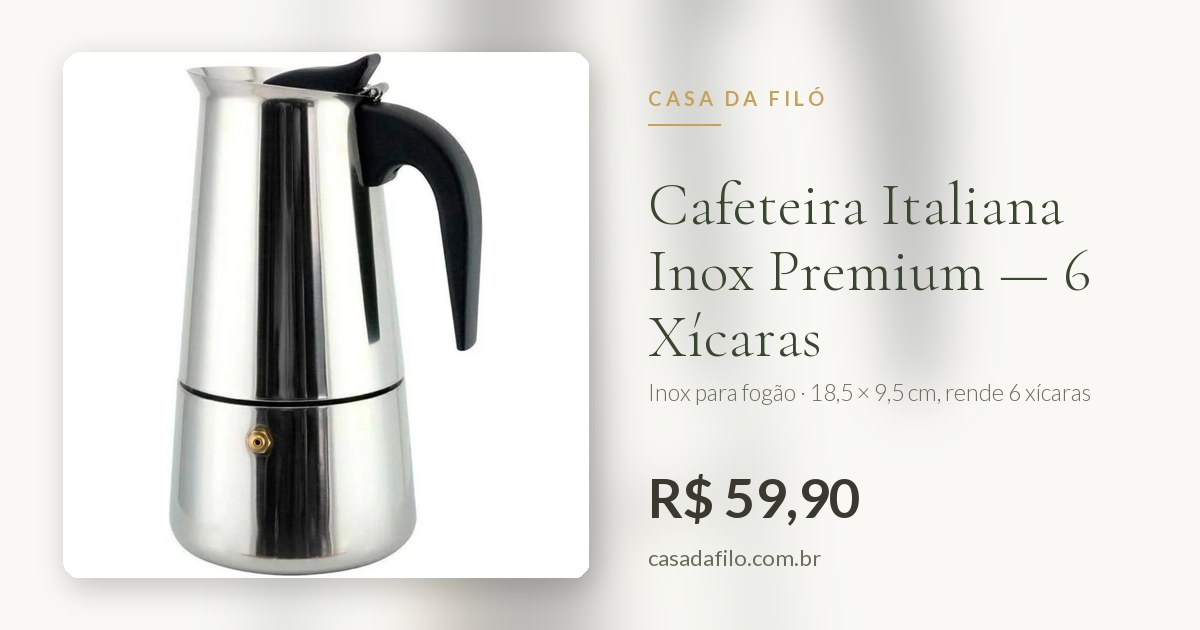 CASA DA FILÓ
Cafeteira Italiana
Inox Premium — 6
Xícaras
Inox para fogão · 18,5 × 9,5 cm, rende 6 xícaras
R$ 59,90
casadafilo.com.br